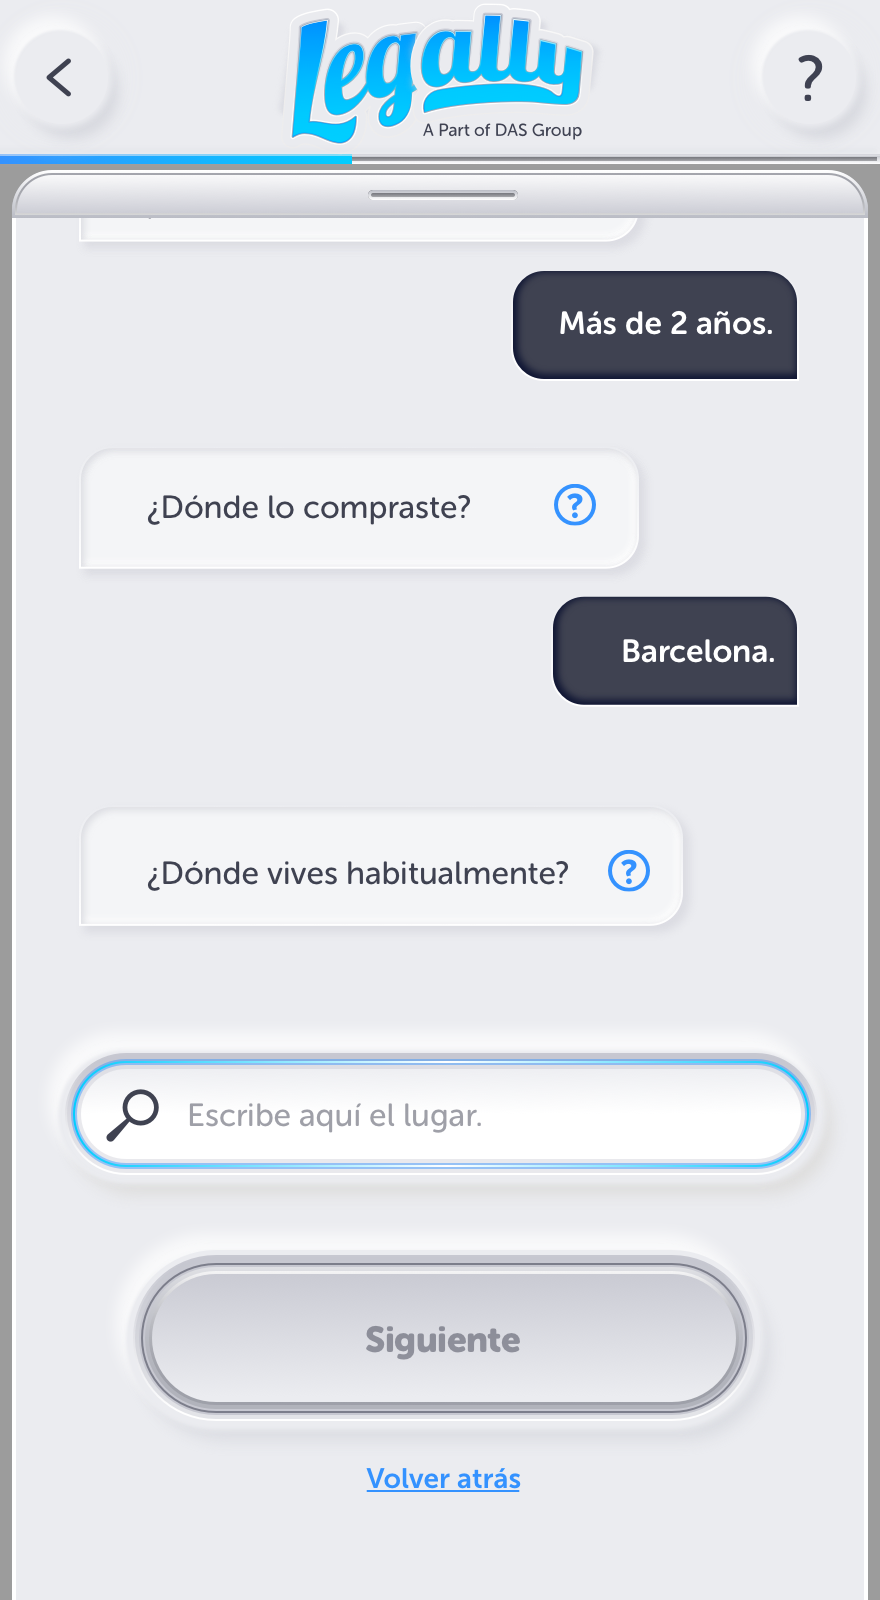 Legally
A Part of DAS Group
?
Más de 2 años.
¿Dónde lo compraste? ?
Barcelona.
¿Dónde vives habitualmente? ?
Escribe aquí el lugar.
Siguiente
Volver atrás